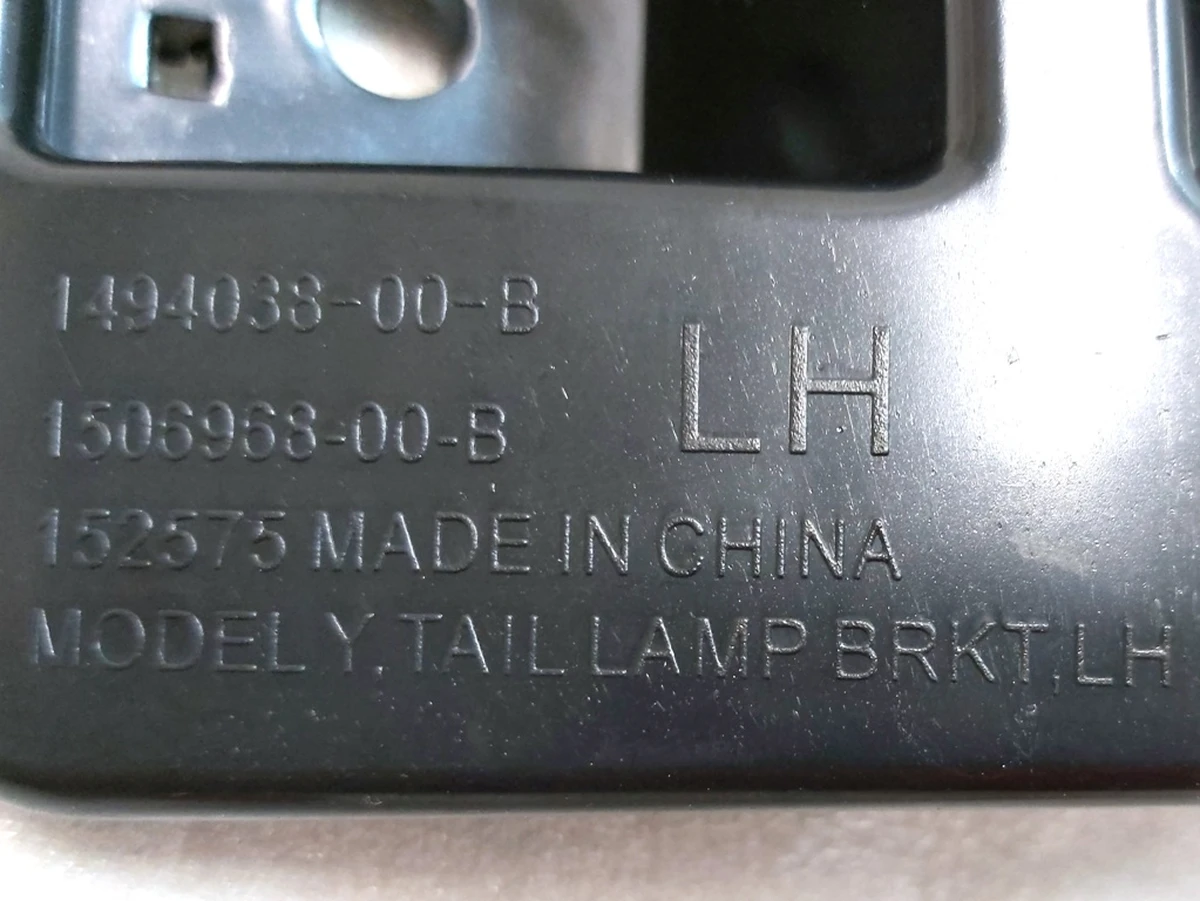 1494038-00-B
LH
1506968-00-B
152575 MADE IN CHINA
MODEL Y, TAIL LAMP BRKT, LH